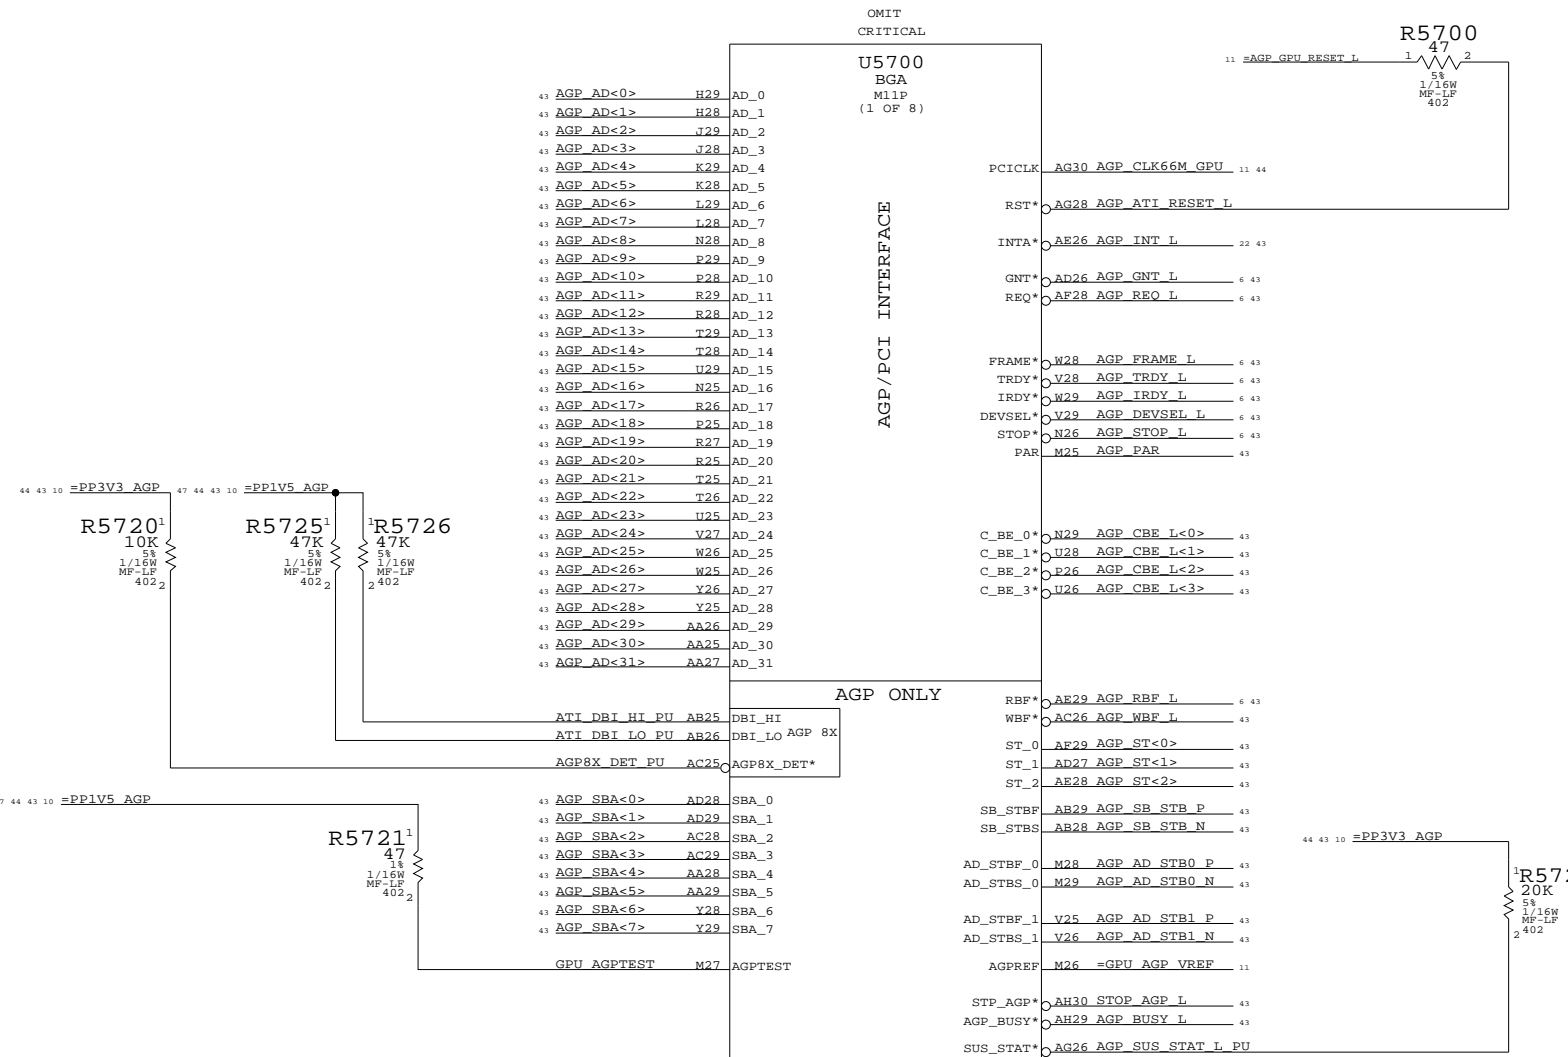 OMIT
CRITICAL
U5700
BGA
M11P
(1 OF 8)
AGP/PCI INTERFACE
R5700
47
1 2
5%
1/16W
MF-LF
402
11 =AGP_GPU_RESET_L
43 AGP_AD<0> H29 AD_0
43 AGP_AD<1> H28 AD_1
43 AGP_AD<2> J29 AD_2
43 AGP_AD<3> J28 AD_3
43 AGP_AD<4> K29 AD_4
43 AGP_AD<5> K28 AD_5
43 AGP_AD<6> L29 AD_6
43 AGP_AD<7> L28 AD_7
43 AGP_AD<8> N28 AD_8
43 AGP_AD<9> P29 AD_9
43 AGP_AD<10> P28 AD_10
43 AGP_AD<11> R29 AD_11
43 AGP_AD<12> R28 AD_12
43 AGP_AD<13> T29 AD_13
43 AGP_AD<14> T28 AD_14
43 AGP_AD<15> U29 AD_15
43 AGP_AD<16> N25 AD_16
43 AGP_AD<17> R26 AD_17
43 AGP_AD<18> P25 AD_18
43 AGP_AD<19> R27 AD_19
43 AGP_AD<20> R25 AD_20
43 AGP_AD<21> T25 AD_21
43 AGP_AD<22> T26 AD_22
43 AGP_AD<23> U25 AD_23
43 AGP_AD<24> V27 AD_24
43 AGP_AD<25> W26 AD_25
43 AGP_AD<26> W25 AD_26
43 AGP_AD<27> Y26 AD_27
43 AGP_AD<28> Y25 AD_28
43 AGP_AD<29> AA26 AD_29
43 AGP_AD<30> AA25 AD_30
43 AGP_AD<31> AA27 AD_31
PCICLK AG30 AGP_CLK66M_GPU 11 44
RST* AG28 AGP_ATI_RESET_L
INTA* AE26 AGP_INT_L 22 43
GNT* AD26 AGP_GNT_L 6 43
REQ* AF28 AGP_REQ_L 6 43
FRAME* W28 AGP_FRAME_L 6 43
TRDY* V28 AGP_TRDY_L 6 43
IRDY* W29 AGP_IRDY_L 6 43
DEVSEL* V29 AGP_DEVSEL_L 6 43
STOP* N26 AGP_STOP_L 6 43
PAR M25 AGP_PAR 43
C_BE_0* N29 AGP_CBE_L<0> 43
C_BE_1* U28 AGP_CBE_L<1> 43
C_BE_2* P26 AGP_CBE_L<2> 43
C_BE_3* U26 AGP_CBE_L<3> 43
44 43 10 =PP3V3_AGP
47 44 43 10 =PP1V5_AGP
R5720 1
10K
5%
1/16W
MF-LF
402 2
R5725 1
47K
5%
1/16W
MF-LF
402 2
1 R5726
47K
5%
1/16W
MF-LF
2 402
AGP ONLY
ATI_DBI_HI_PU AB25 DBI_HI
ATI_DBI_LO_PU AB26 DBI_LO
AGP 8X
AGP8X_DET_PU AC25 AGP8X_DET*
7 44 43 10 =PP1V5_AGP
R5721 1
47
1%
1/16W
MF-LF
402 2
43 AGP_SBA<0> AD28 SBA_0
43 AGP_SBA<1> AD29 SBA_1
43 AGP_SBA<2> AC28 SBA_2
43 AGP_SBA<3> AC29 SBA_3
43 AGP_SBA<4> AA28 SBA_4
43 AGP_SBA<5> AA29 SBA_5
43 AGP_SBA<6> Y28 SBA_6
43 AGP_SBA<7> Y29 SBA_7
GPU_AGPTEST M27 AGPTEST
RBF* AE29 AGP_RBF_L 6 43
WBF* AC26 AGP_WBF_L 43
ST_0 AF29 AGP_ST<0> 43
ST_1 AD27 AGP_ST<1> 43
ST_2 AE28 AGP_ST<2> 43
SB_STBF AB29 AGP_SB_STB_P 43
SB_STBS AB28 AGP_SB_STB_N 43
AD_STBF_0 M28 AGP_AD_STB0_P 43
AD_STBS_0 M29 AGP_AD_STB0_N 43
AD_STBF_1 V25 AGP_AD_STB1_P 43
AD_STBS_1 V26 AGP_AD_STB1_N 43
AGPREF M26 =GPU_AGP_VREF 11
STP_AGP* AH30 STOP_AGP_L 43
AGP_BUSY* AH29 AGP_BUSY_L 43
SUS_STAT* AG26 AGP_SUS_STAT_L_PU
44 43 10 =PP3V3_AGP
1
20K
5%
1/16W
MF-LF
2 402